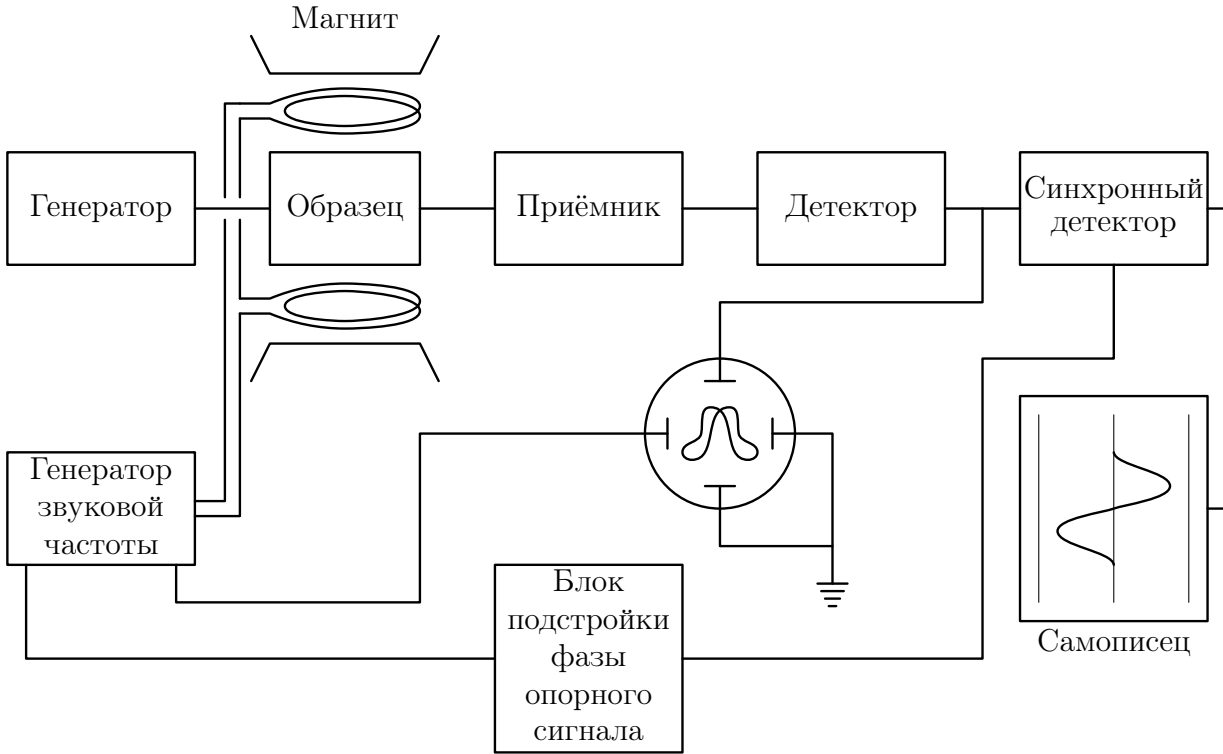 Магнит
Генератор
Образец
Приёмник
Детектор
Синхронный
детектор
Генератор
звуковой
частоты
Блок
подстройки
фазы
опорного
сигнала
Самописец